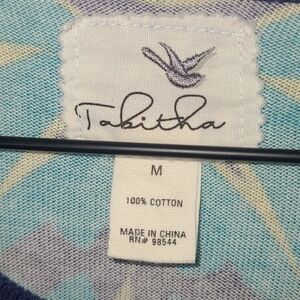 Tabitha
M
100% COTTON
MADE IN CHINA
RN# 98544